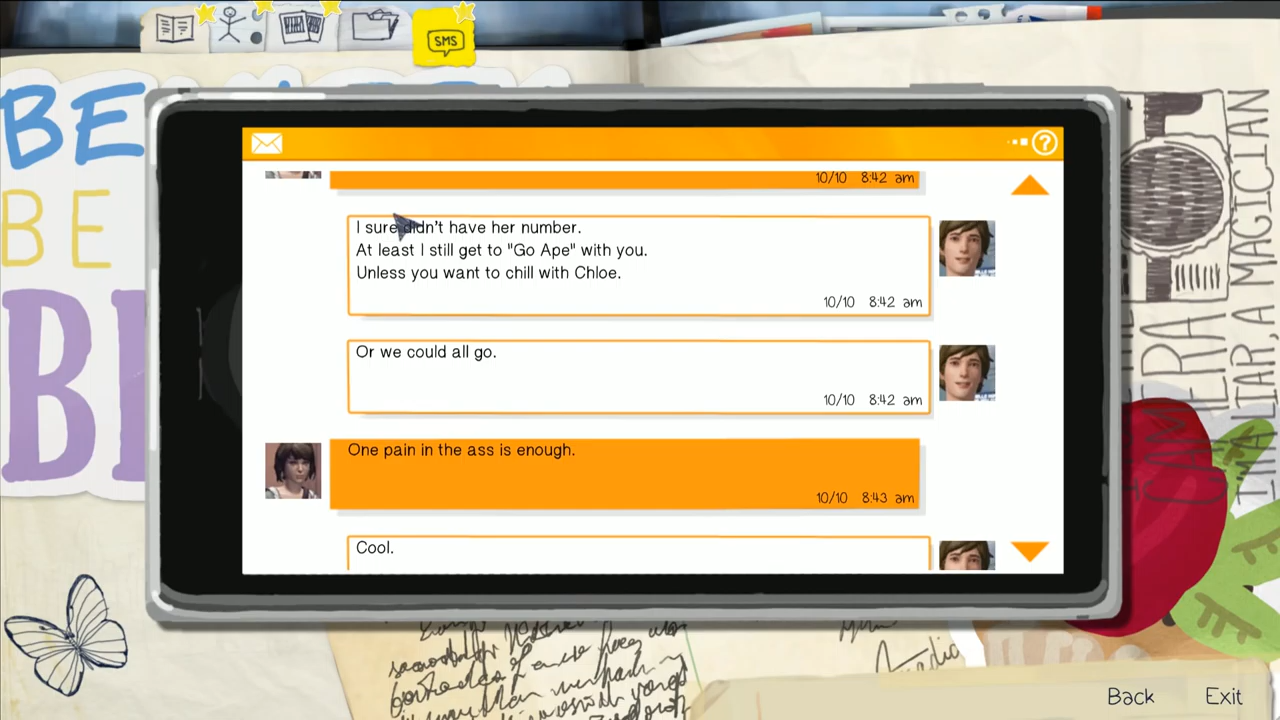 SMS
BE
BE
B
10/10 8:42 am
I sure didn't have her number.
At least I still get to "Go Ape" with you.
Unless you want to chill with Chloe.
10/10 8:42 am
Or we could all go.
10/10 8:42 am
One pain in the ass is enough.
10/10 8:43 am
Cool.
CAMERA
I'M A LIAR, A MAGICIAN
Back Exit